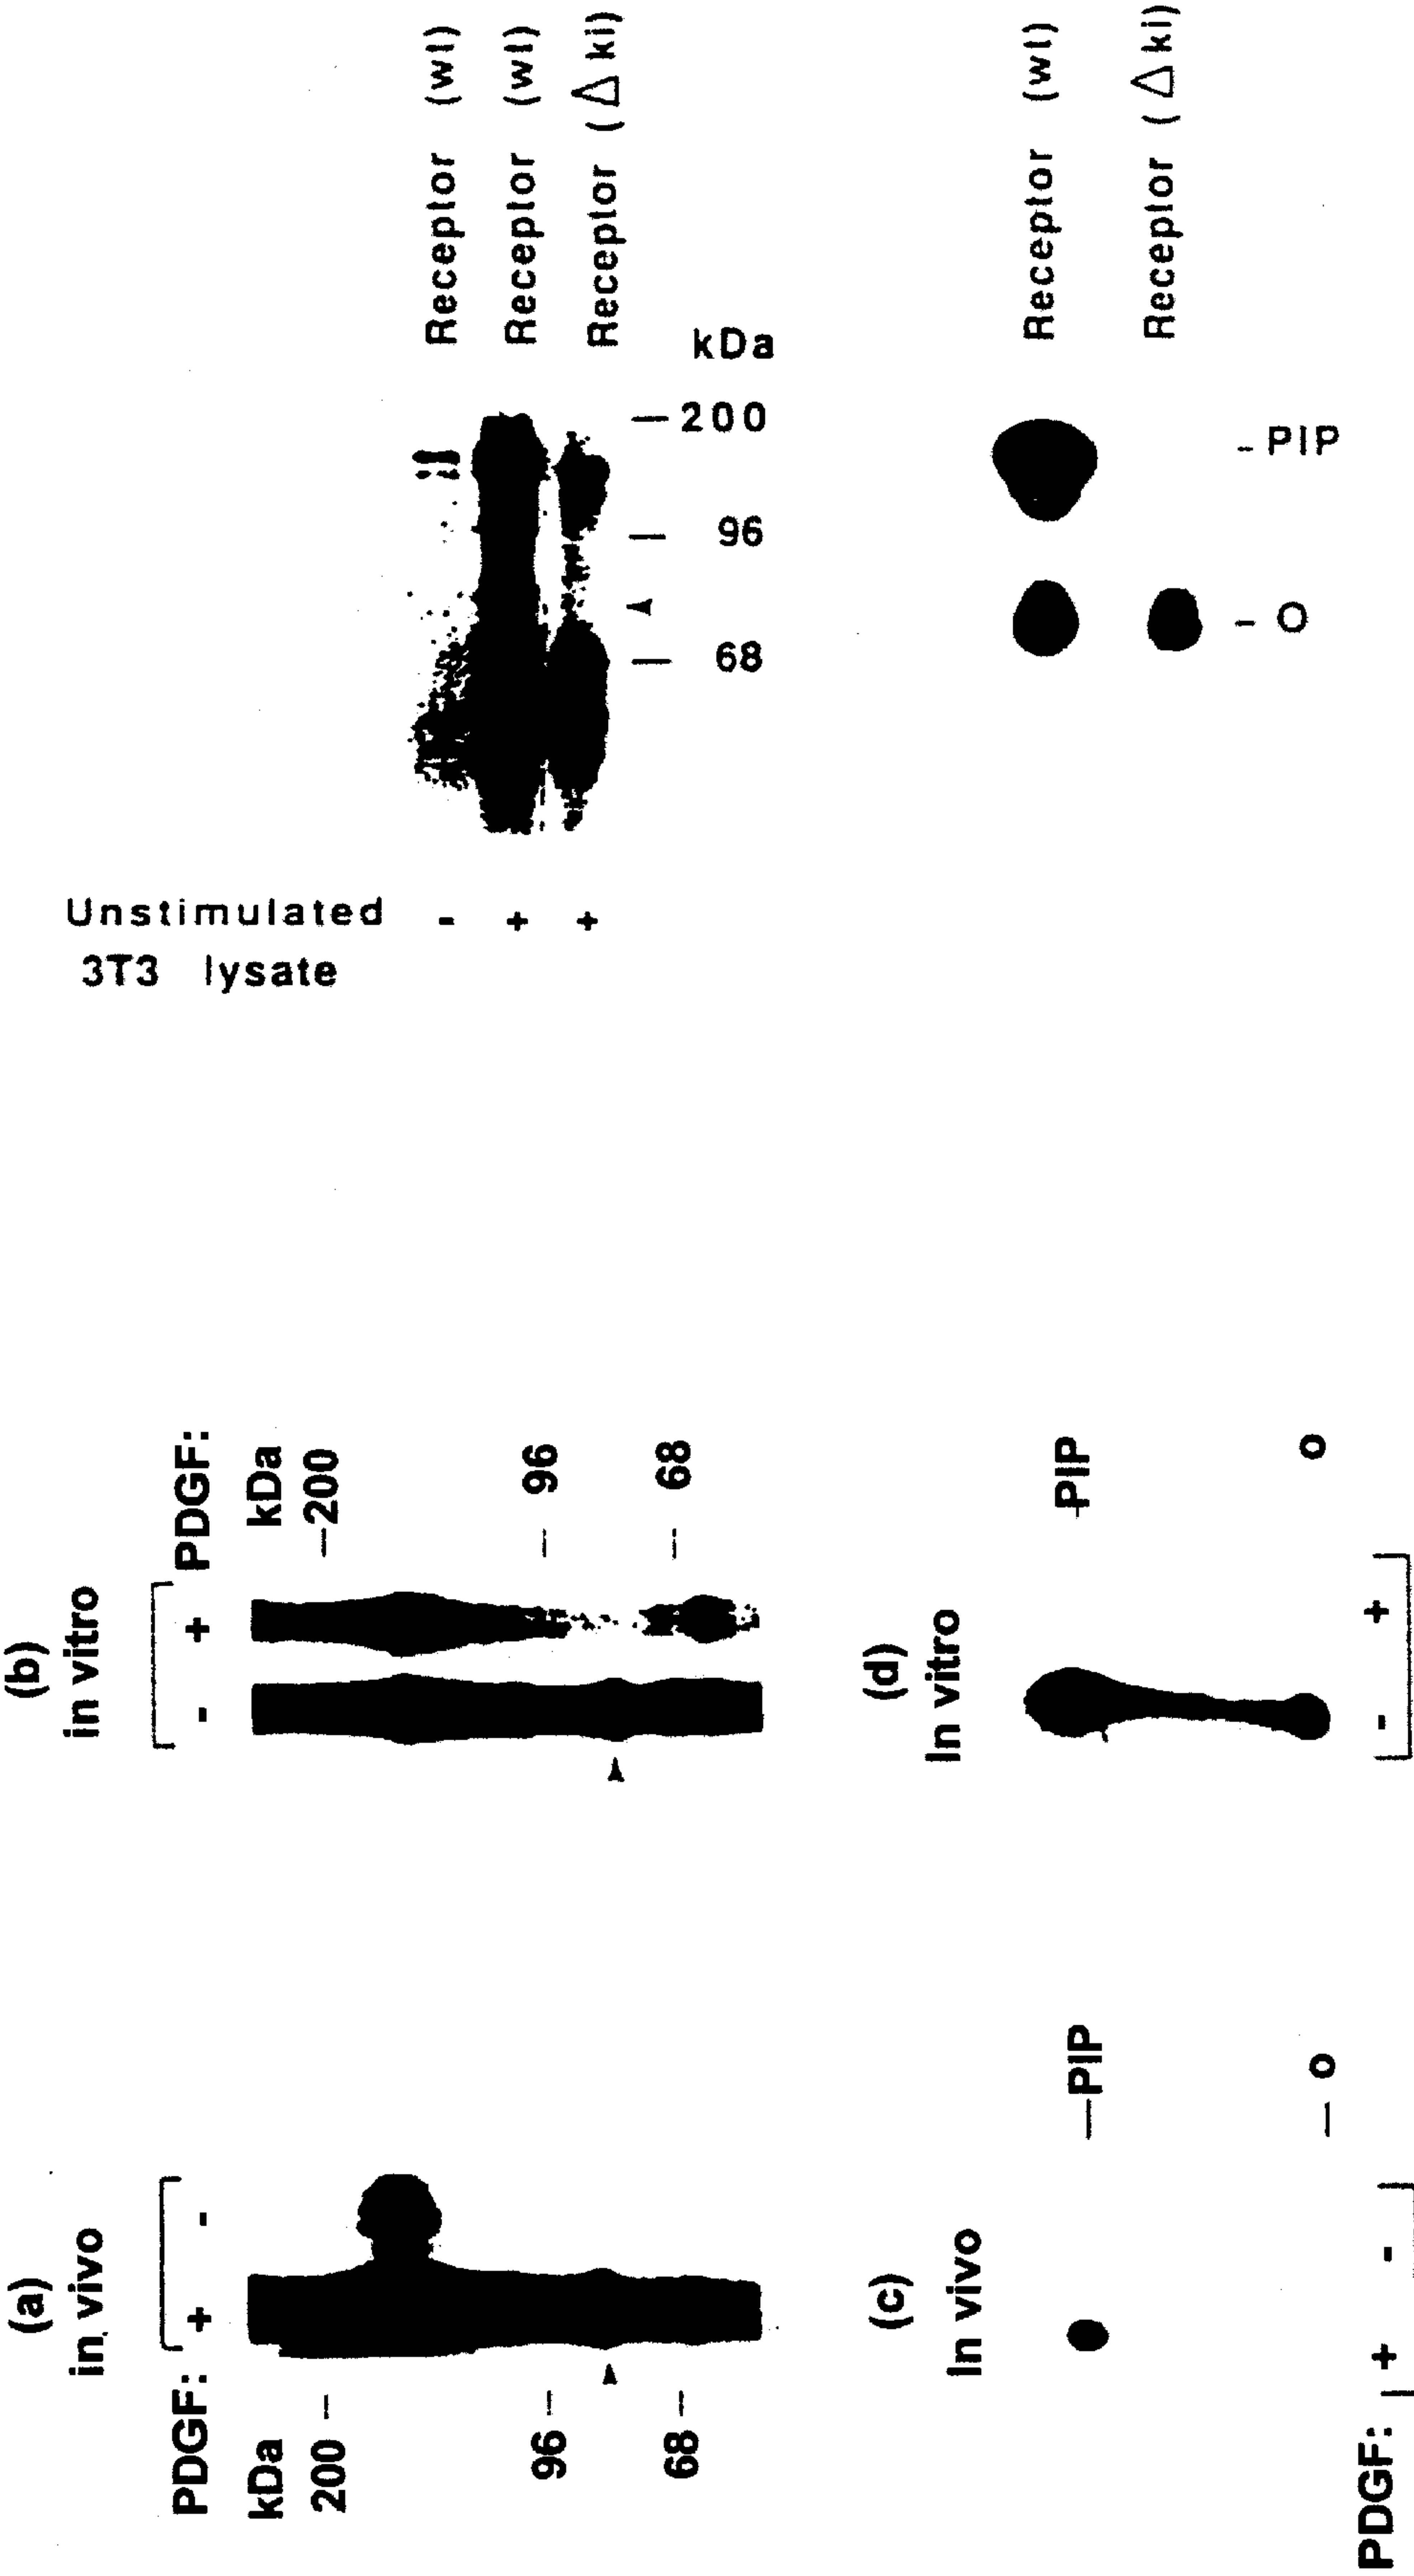 (a)
in vivo
PDGF: + -
kDa
200 –
96 –
68 –
(b)
in vitro
- + PDGF:
kDa
–200
– 96
– 68
(c)
In vivo
–PIP
– o
PDGF: + -
(d)
In vitro
–PIP
o
- +
Unstimulated
3T3 lysate
- Receptor (wt)
+ Receptor (wt)
+ Receptor (Δki)
kDa
–200
– 96
– 68
Receptor (wt)
Receptor (Δki)
- PIP
- O